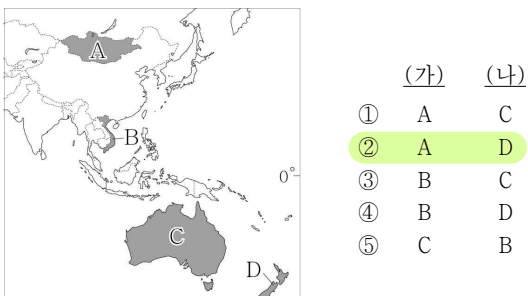 A
B
0°
C
D
(가) (나)
① A C
② A D
③ B C
④ B D
⑤ C B